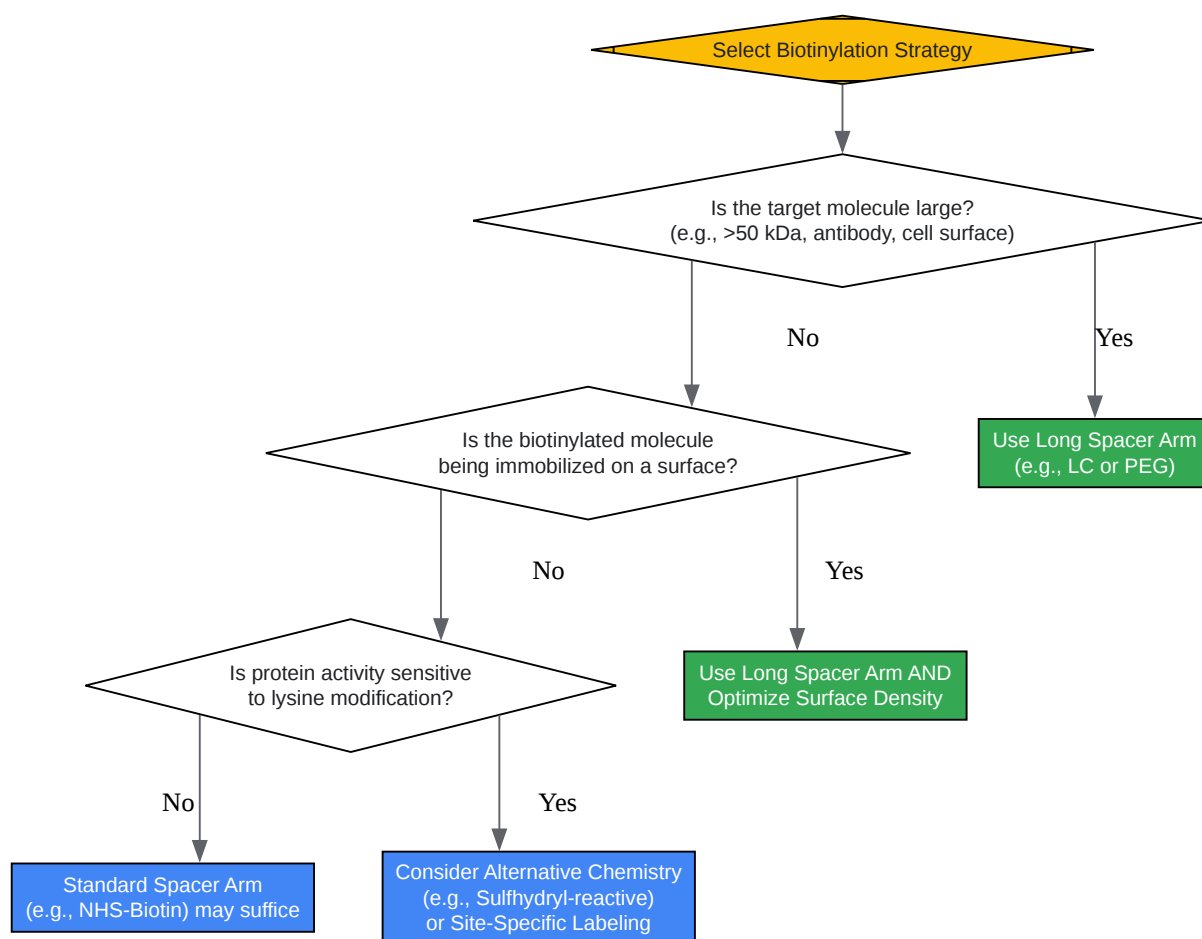 Select Biotinylation Strategy
Is the target molecule large?
(e.g., >50 kDa, antibody, cell surface)
No
Yes
Use Long Spacer Arm
(e.g., LC or PEG)
Is the biotinylated molecule
being immobilized on a surface?
No
Yes
Use Long Spacer Arm AND
Optimize Surface Density
Is protein activity sensitive
to lysine modification?
No
Yes
Standard Spacer Arm
(e.g., NHS-Biotin) may suffice
Consider Alternative Chemistry
(e.g., Sulfhydryl-reactive)
or Site-Specific Labeling